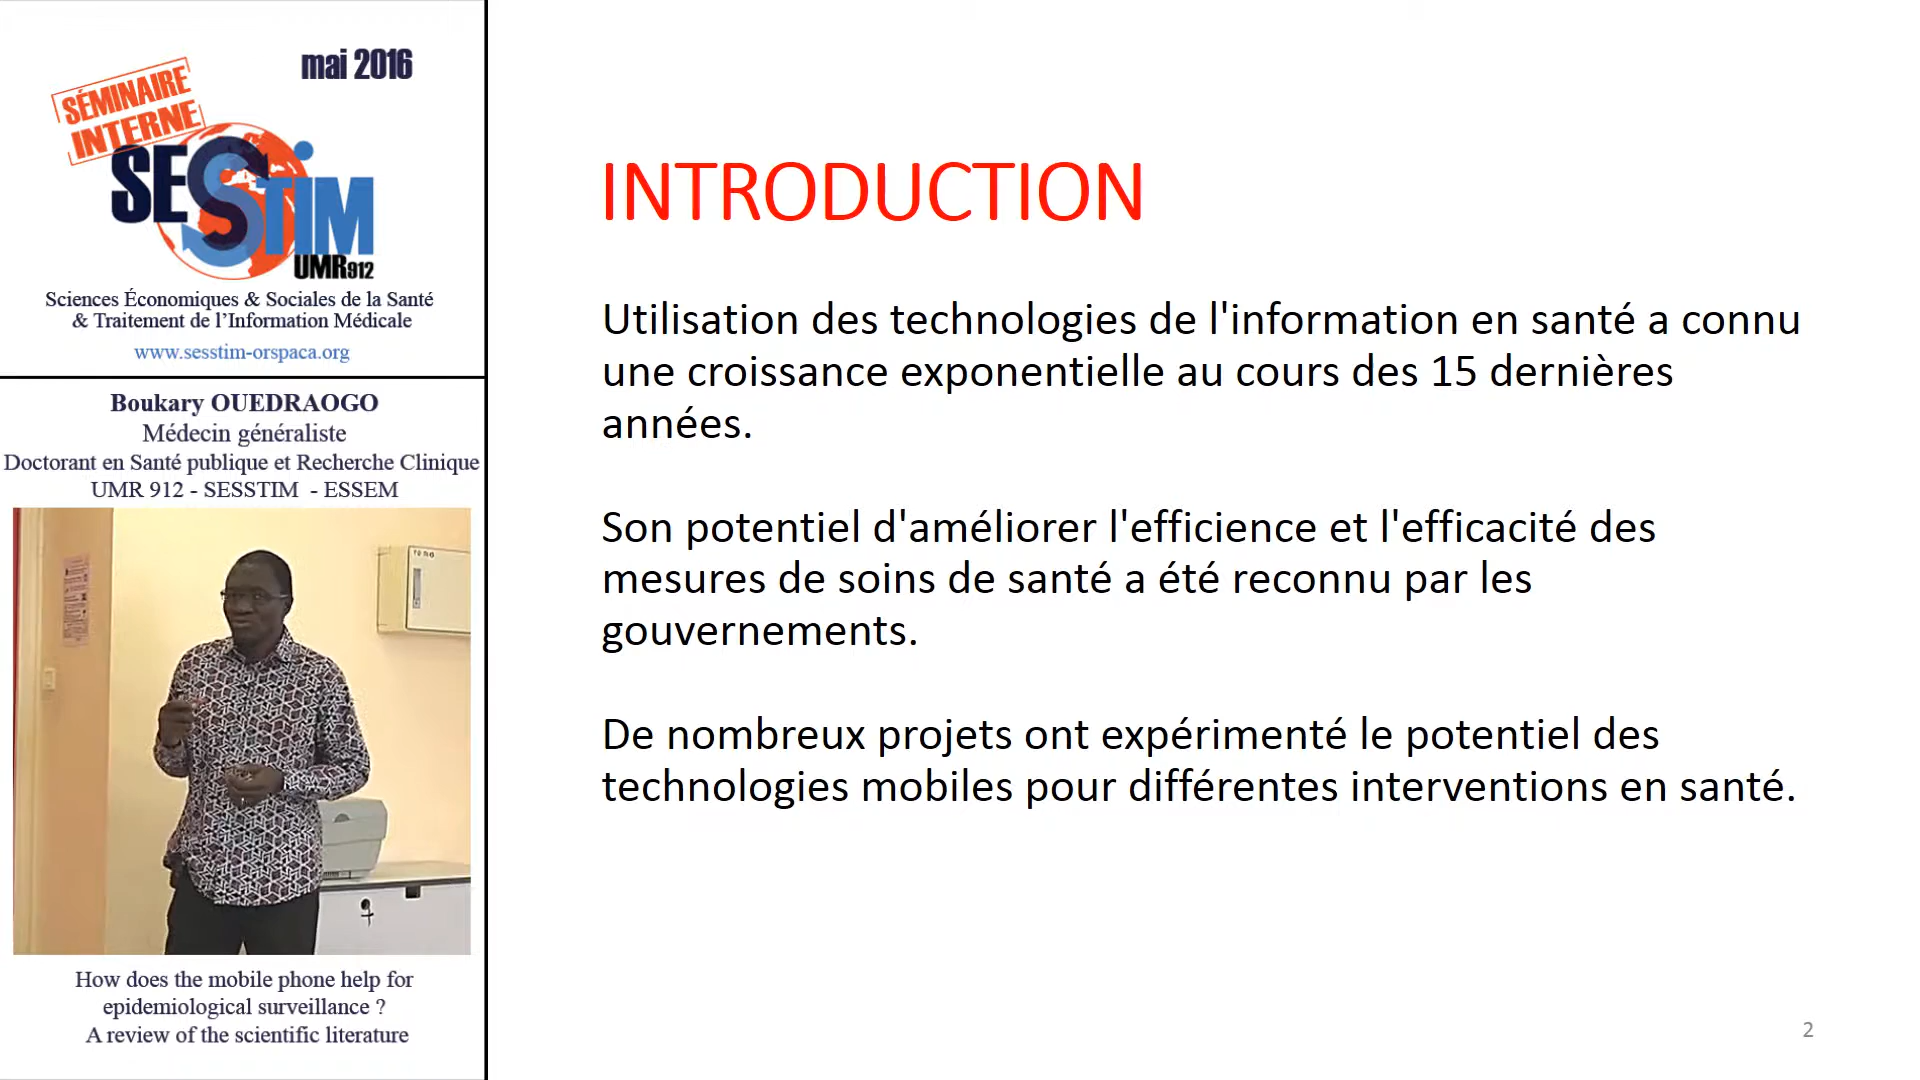 mai 2016
SÉMINAIRE
INTERNE
SESSTIM
UMR912
Sciences Économiques & Sociales de la Santé
& Traitement de l’Information Médicale
www.sesstim-orspaca.org
Boukary OUEDRAOGO
Médecin généraliste
Doctorant en Santé publique et Recherche Clinique
UMR 912 - SESSTIM - ESSEM
How does the mobile phone help for
epidemiological surveillance ?
A review of the scientific literature
INTRODUCTION
Utilisation des technologies de l'information en santé a connu
une croissance exponentielle au cours des 15 dernières
années.
Son potentiel d'améliorer l'efficience et l'efficacité des
mesures de soins de santé a été reconnu par les
gouvernements.
De nombreux projets ont expérimenté le potentiel des
technologies mobiles pour différentes interventions en santé.
2